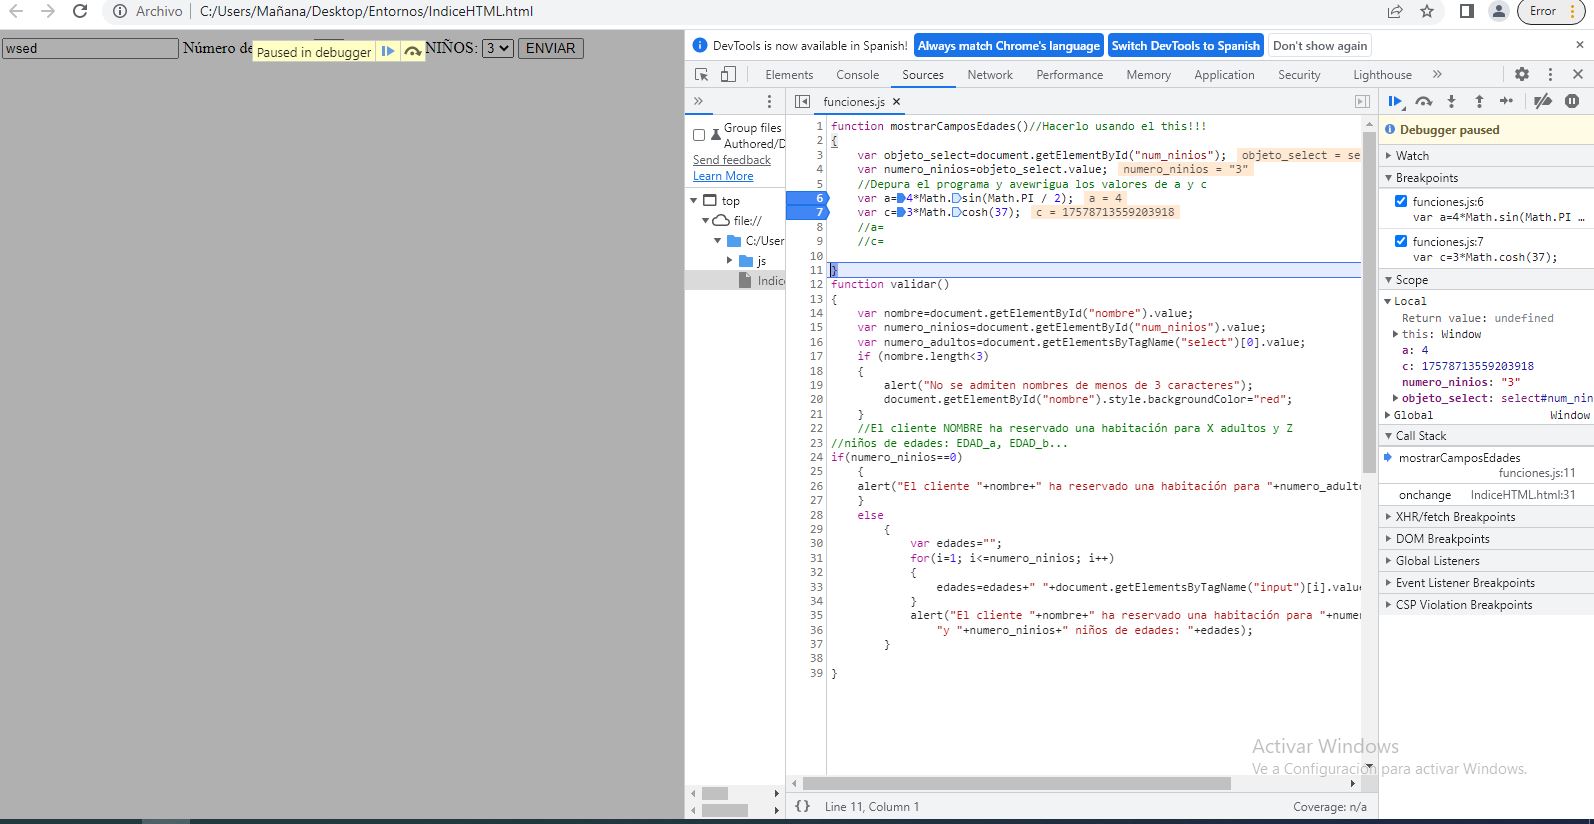 Archivo C:/Users/Mañana/Desktop/Entornos/IndiceHTML.html Error
wsed Número de Paused in debugger NIÑOS: 3 ENVIAR
DevTools is now available in Spanish! Always match Chrome's language Switch DevTools to Spanish Don't show again
Elements Console Sources Network Performance Memory Application Security Lighthouse
funciones.js
Group files
Authored/D
Send feedback
Learn More
top
file://
C:/User
js
Indic
1 function mostrarCamposEdades()//Hacerlo usando el this!!!
2 {
3 var objeto_select=document.getElementById("num_ninios"); objeto_select = se
4 var numero_ninios=objeto_select.value; numero_ninios = "3"
5 //Depura el programa y avewrigua los valores de a y c
6 var a=4*Math.sin(Math.PI / 2); a = 4
7 var c=3*Math.cosh(37); c = 17578713559203918
8 //a=
9 //c=
10
11 }
12 function validar()
13 {
14 var nombre=document.getElementById("nombre").value;
15 var numero_ninios=document.getElementById("num_ninios").value;
16 var numero_adultos=document.getElementsByTagName("select")[0].value;
17 if (nombre.length<3)
18 {
19 alert("No se admiten nombres de menos de 3 caracteres");
20 document.getElementById("nombre").style.backgroundColor="red";
21 }
22 //El cliente NOMBRE ha reservado una habitación para X adultos y Z
23 //niños de edades: EDAD_a, EDAD_b...
24 if(numero_ninios==0)
25 {
26 alert("El cliente "+nombre+" ha reservado una habitación para "+numero_adulto
27 }
28 else
29 {
30 var edades="";
31 for(i=1; i<=numero_ninios; i++)
32 {
33 edades=edades+" "+document.getElementsByTagName("input")[i].value
34 }
35 alert("El cliente "+nombre+" ha reservado una habitación para "+numer
36 "y "+numero_ninios+" niños de edades: "+edades);
37 }
38
39 }
{} Line 11, Column 1 Coverage: n/a
Debugger paused
Watch
Breakpoints
funciones.js:6
var a=4*Math.sin(Math.PI …
funciones.js:7
var c=3*Math.cosh(37);
Scope
Local
Return value: undefined
this: Window
a: 4
c: 17578713559203918
numero_ninios: "3"
objeto_select: select#num_nin
Global Window
Call Stack
mostrarCamposEdades
funciones.js:11
onchange IndiceHTML.html:31
XHR/fetch Breakpoints
DOM Breakpoints
Global Listeners
Event Listener Breakpoints
CSP Violation Breakpoints
Activar Windows
Ve a Configuración para activar Windows.